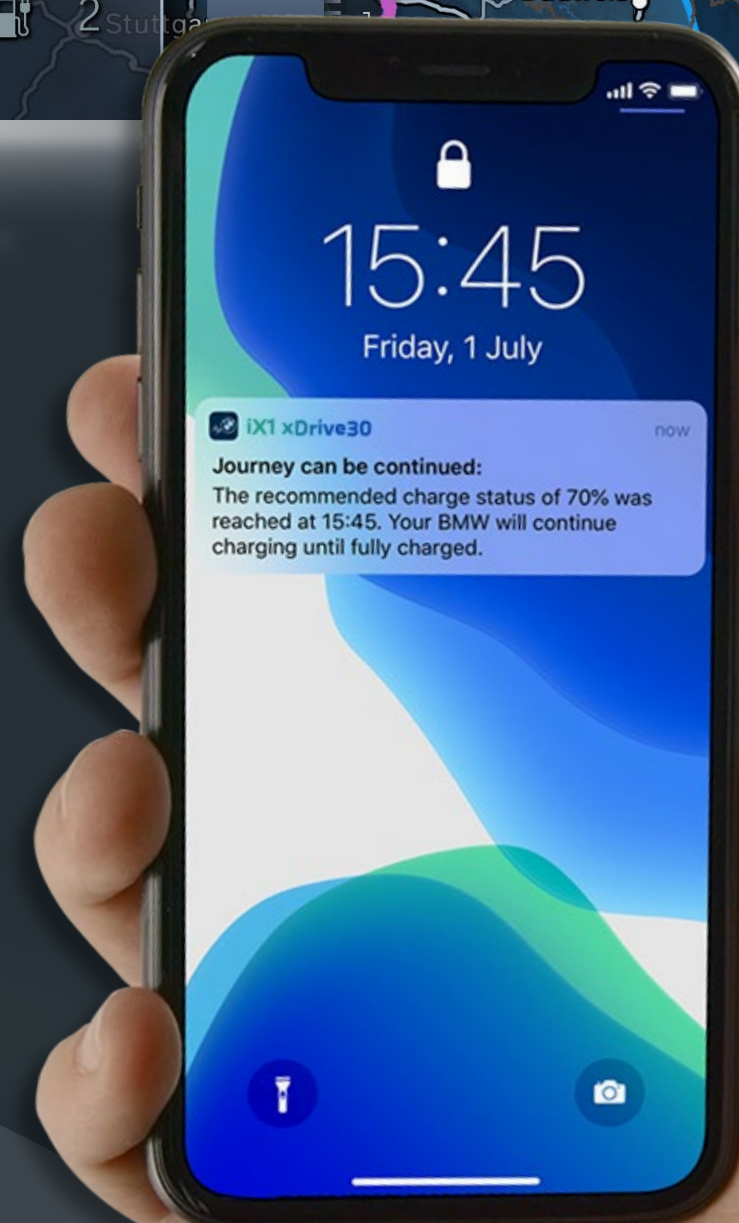 2 Stuttga
15:45
Friday, 1 July
iX1 xDrive30
now
Journey can be continued:
The recommended charge status of 70% was
reached at 15:45. Your BMW will continue
charging until fully charged.